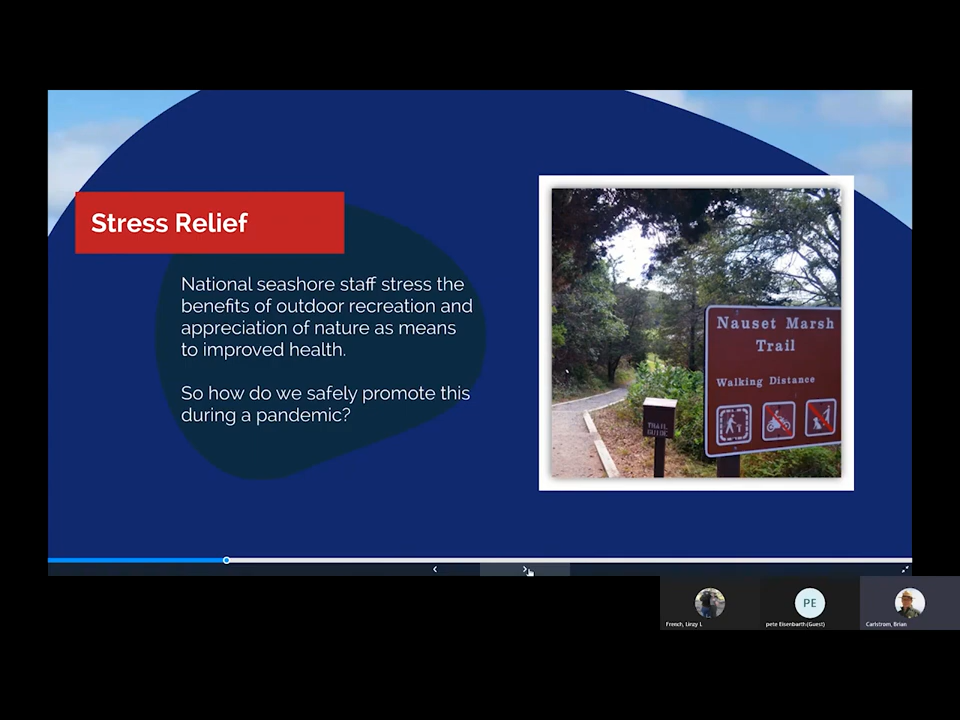 Stress Relief
National seashore staff stress the
benefits of outdoor recreation and
appreciation of nature as means
to improved health.
So how do we safely promote this
during a pandemic?
Nauset Marsh
Trail
Walking Distance
TRAIL
GUIDE
PE
French, Linzy L
pete Eisenbarth (Guest)
Carlstrom, Brian